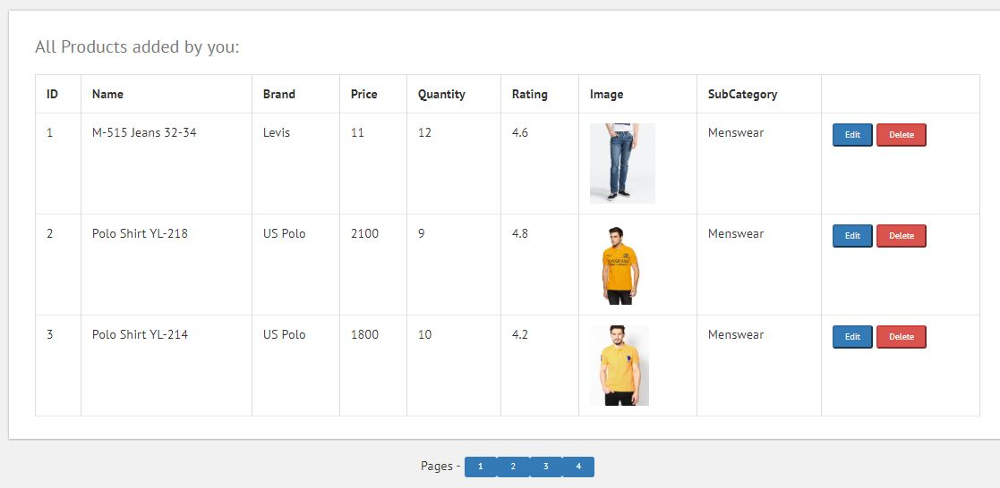 All Products added by you:
ID Name Brand Price Quantity Rating Image SubCategory
1 M-515 Jeans 32-34 Levis 11 12 4.6 Menswear Edit Delete
2 Polo Shirt YL-218 US Polo 2100 9 4.8 Menswear Edit Delete
3 Polo Shirt YL-214 US Polo 1800 10 4.2 Menswear Edit Delete
Pages - 1 2 3 4